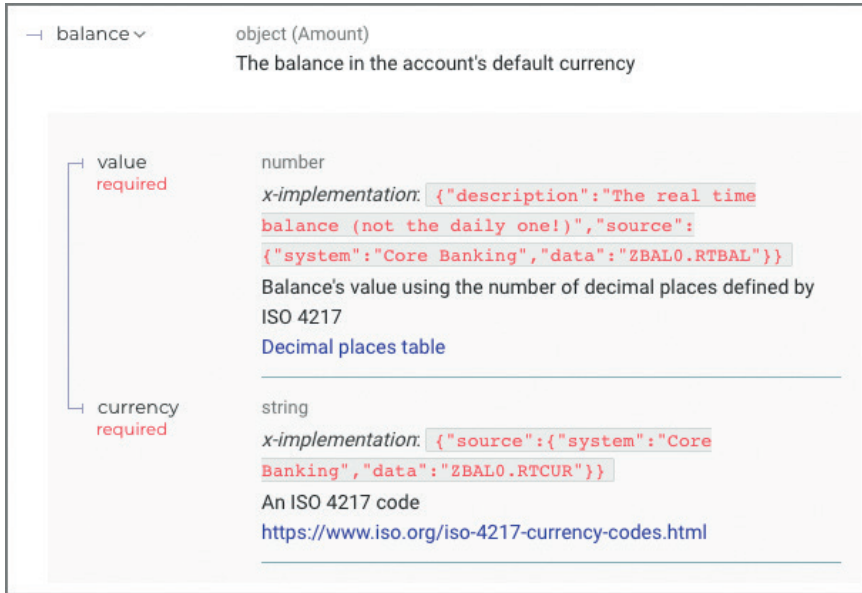 balance object (Amount)
The balance in the account's default currency
value number
required
x-implementation: {"description":"The real time
balance (not the daily one!)","source":
{"system":"Core Banking","data":"ZBAL0.RTBAL"}}
Balance's value using the number of decimal places defined by
ISO 4217
Decimal places table
currency string
required
x-implementation: {"source":{"system":"Core
Banking","data":"ZBAL0.RTCUR"}}
An ISO 4217 code
https://www.iso.org/iso-4217-currency-codes.html